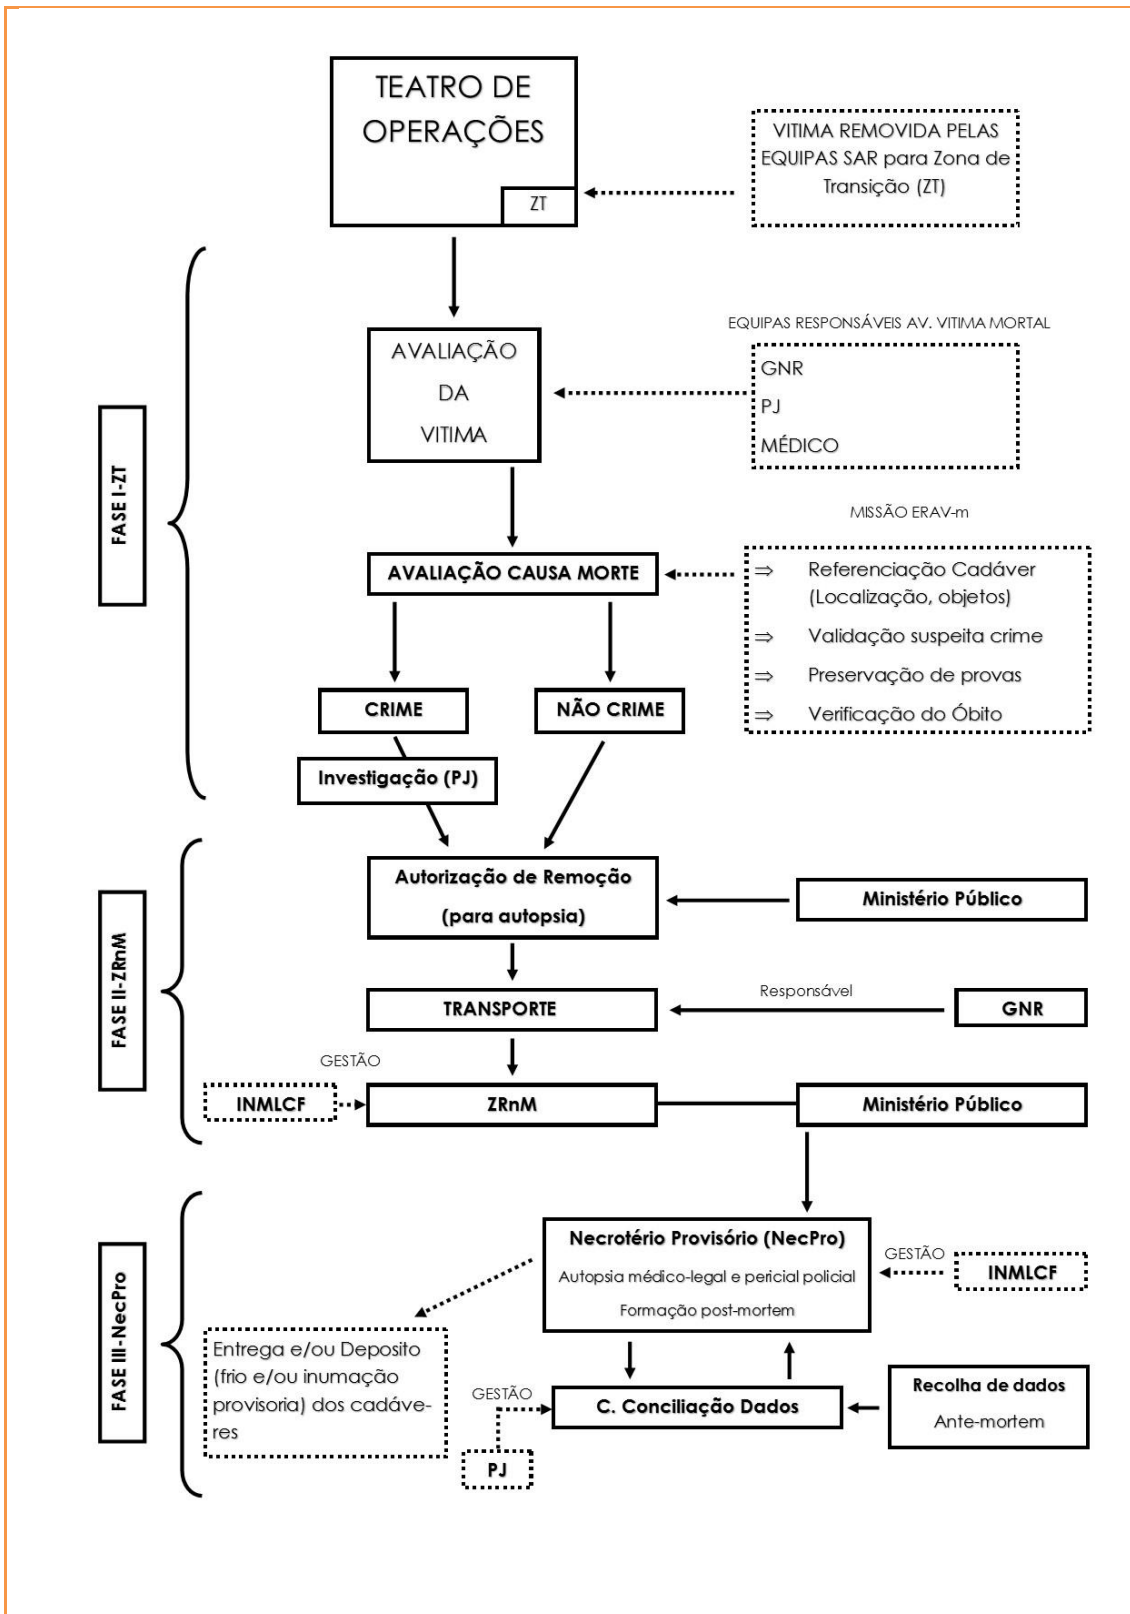 TEATRO DE
OPERAÇÕES
ZT
VITIMA REMOVIDA PELAS
EQUIPAS SAR para Zona de
Transição (ZT)
FASE I-ZT
AVALIAÇÃO
DA
VITIMA
EQUIPAS RESPONSÁVEIS AV. VITIMA MORTAL
GNR
PJ
MÉDICO
MISSÃO ERAV-m
AVALIAÇÃO CAUSA MORTE
⇒ Referenciação Cadáver
(Localização, objetos)
⇒ Validação suspeita crime
⇒ Preservação de provas
⇒ Verificação do Óbito
CRIME
NÃO CRIME
Investigação (PJ)
FASE II-ZRnM
Autorização de Remoção
(para autopsia)
Ministério Público
TRANSPORTE
Responsável
GNR
GESTÃO
INMLCF
ZRnM
Ministério Público
FASE III-NecPro
Necrotério Provisório (NecPro)
Autopsia médico-legal e pericial policial
Formação post-mortem
GESTÃO
INMLCF
Entrega e/ou Deposito
(frio e/ou inumação
provisoria) dos cadáve-
res
GESTÃO
PJ
C. Conciliação Dados
Recolha de dados
Ante-mortem